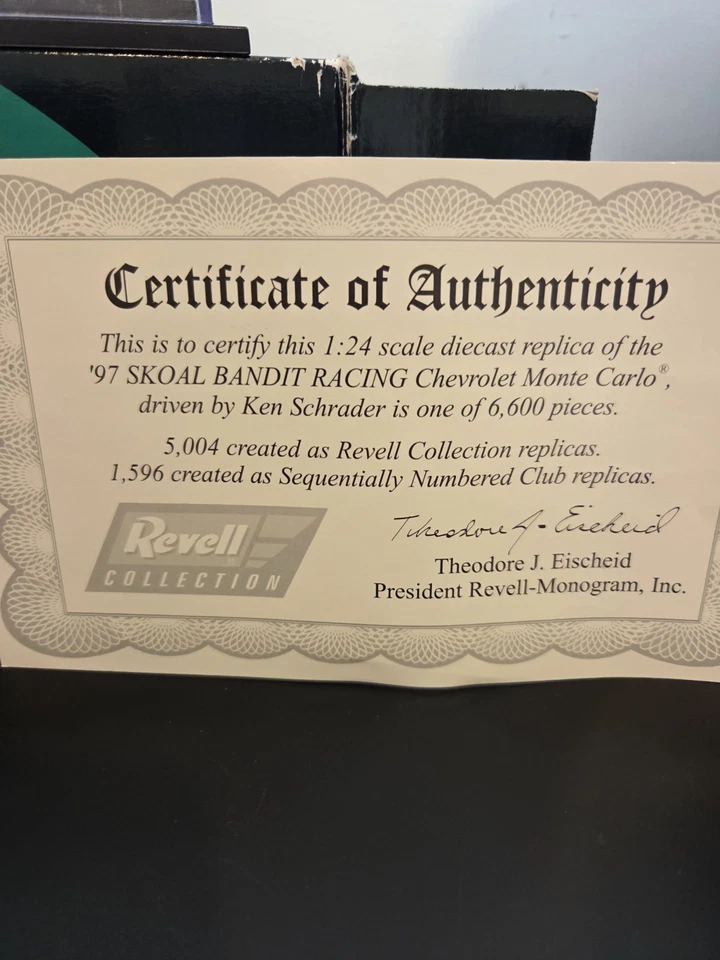 Certificate of Authenticity
This is to certify this 1:24 scale diecast replica of the
'97 SKOAL BANDIT RACING Chevrolet Monte Carlo®,
driven by Ken Schrader is one of 6,600 pieces.
5,004 created as Revell Collection replicas.
1,596 created as Sequentially Numbered Club replicas.
Revell
COLLECTION
Theodore J. Eischeid
Theodore J. Eischeid
President Revell-Monogram, Inc.